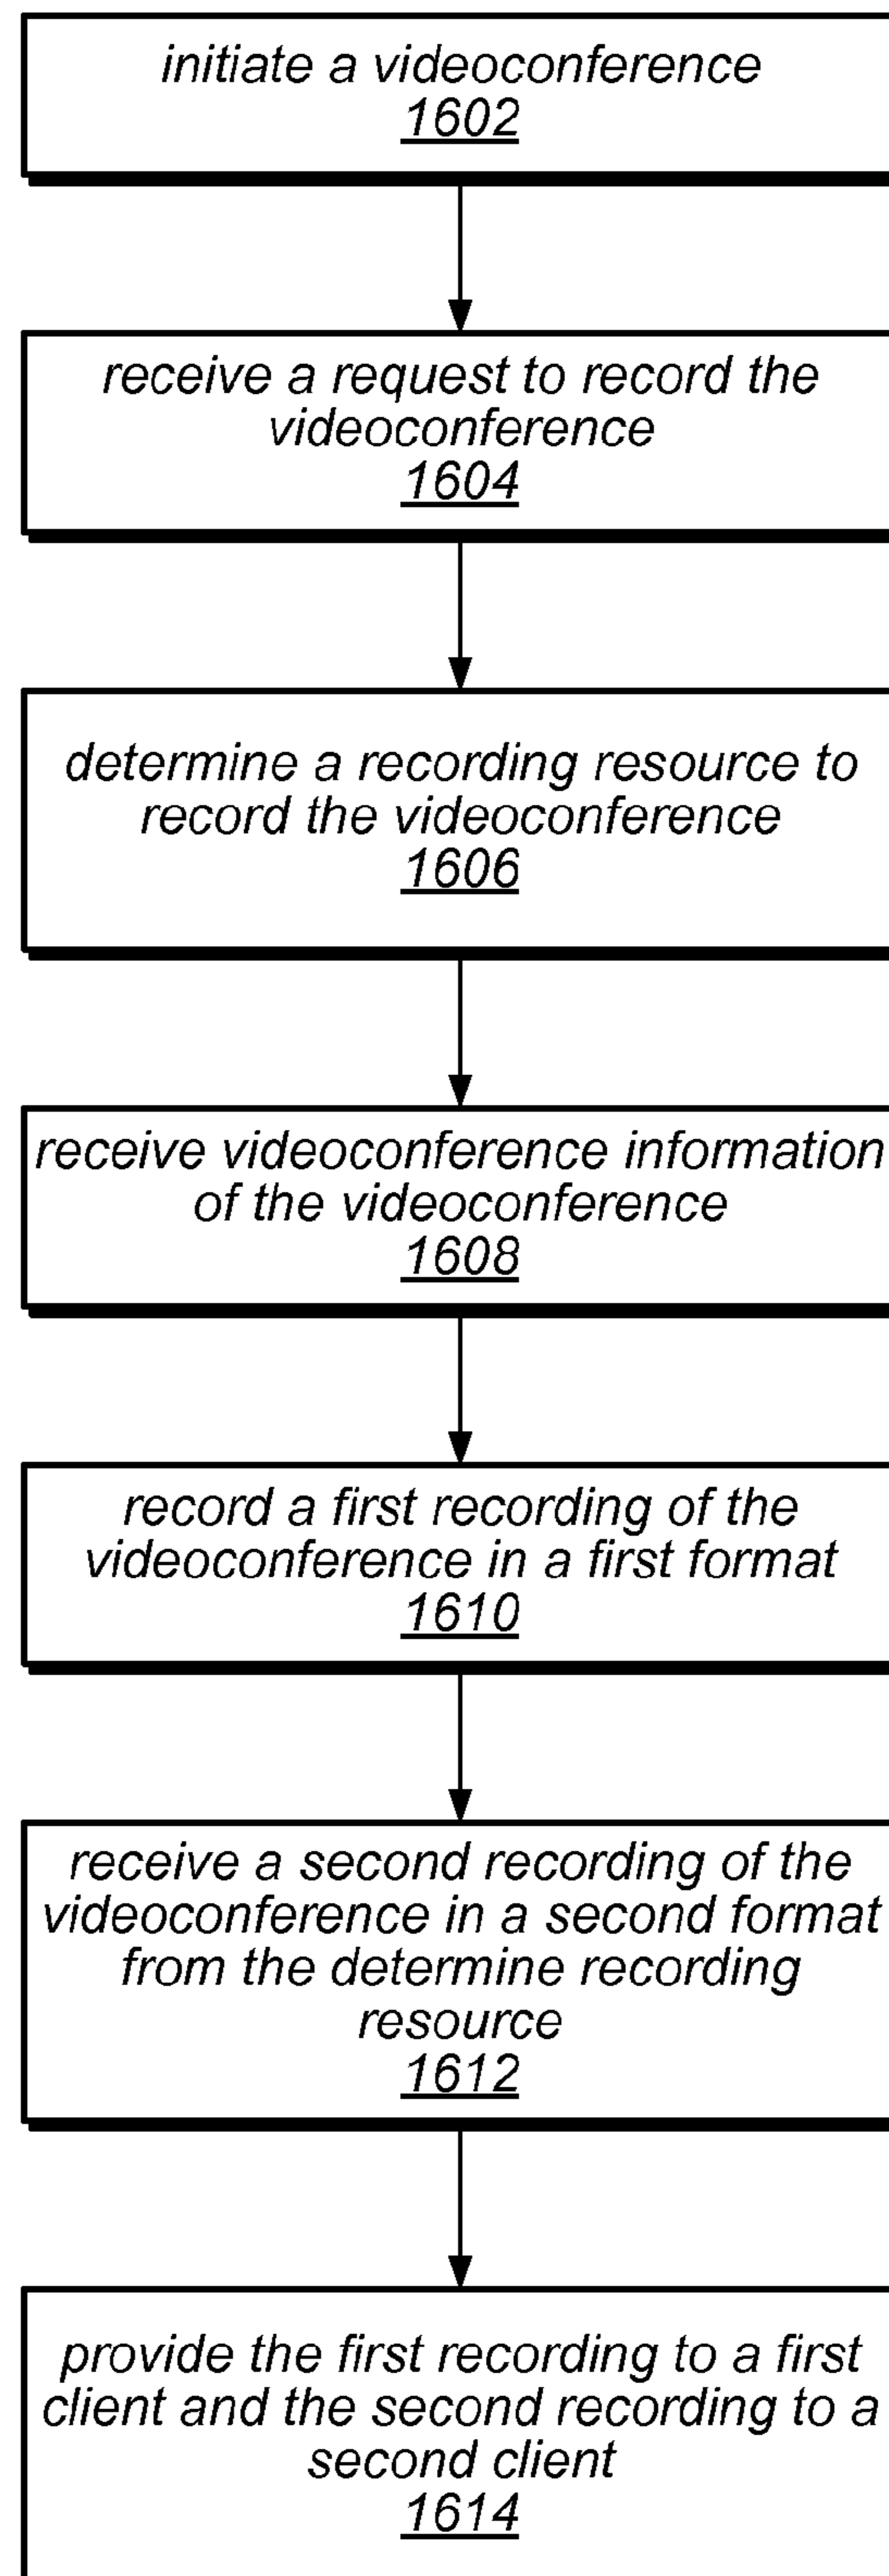 initiate a videoconference
1602
receive a request to record the
videoconference
1604
determine a recording resource to
record the videoconference
1606
receive videoconference information
of the videoconference
1608
record a first recording of the
videoconference in a first format
1610
receive a second recording of the
videoconference in a second format
from the determine recording
resource
1612
provide the first recording to a first
client and the second recording to a
second client
1614